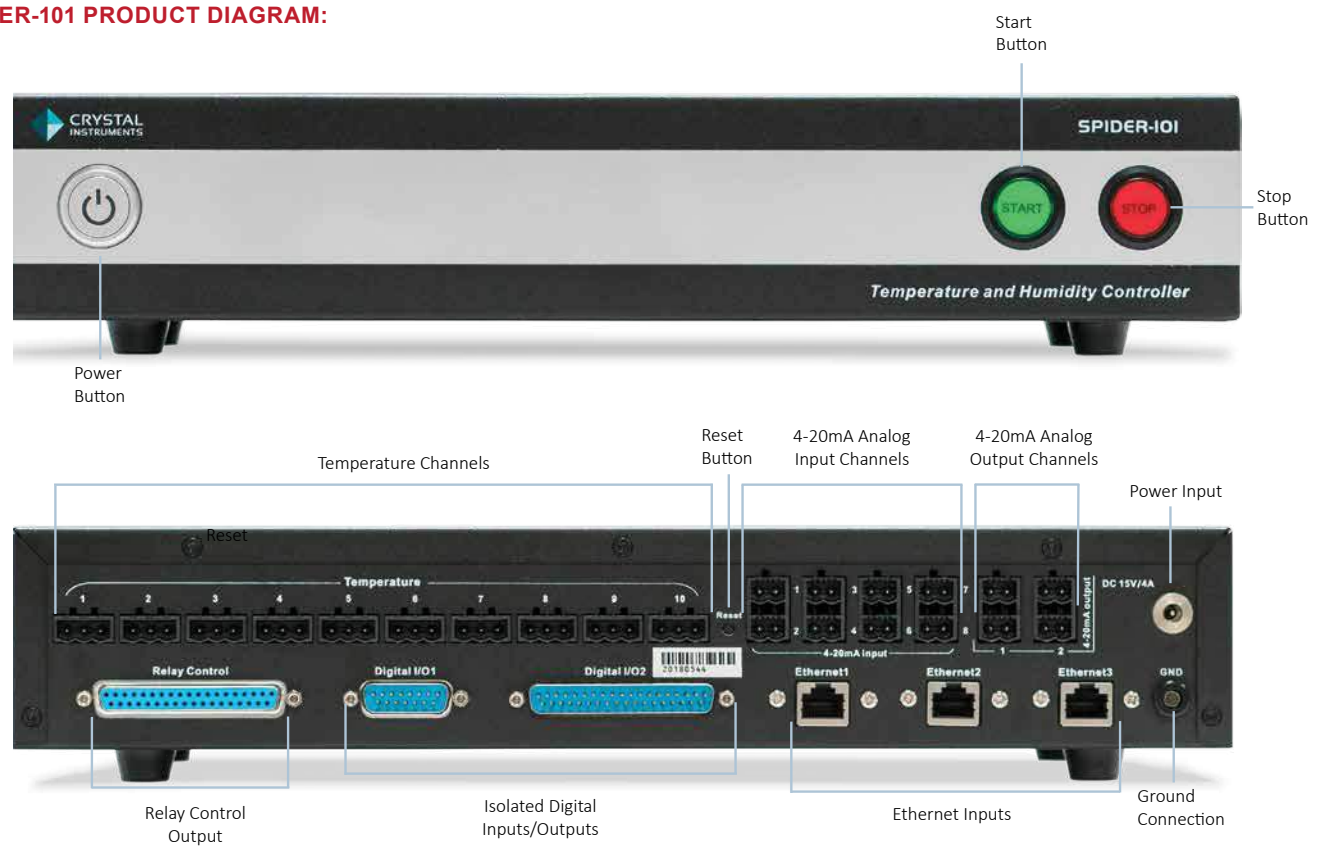 ER-101 PRODUCT DIAGRAM:
Start
Button
CRYSTAL
INSTRUMENTS
SPIDER-101
START
STOP
Stop
Button
Temperature and Humidity Controller
Power
Button
Temperature Channels
Reset
Button
4-20mA Analog
Input Channels
4-20mA Analog
Output Channels
Power Input
Reset
Temperature
1 2 3 4 5 6 7 8 9 10
Reset
1 3 5 7
2 4 6 8
4-20mA input
4-20mA output
1 2
DC 15V/4A
Relay Control
Digital I/O1
Digital I/O2
20180544
Ethernet1
Ethernet2
Ethernet3
GND
Relay Control
Output
Isolated Digital
Inputs/Outputs
Ethernet Inputs
Ground
Connection